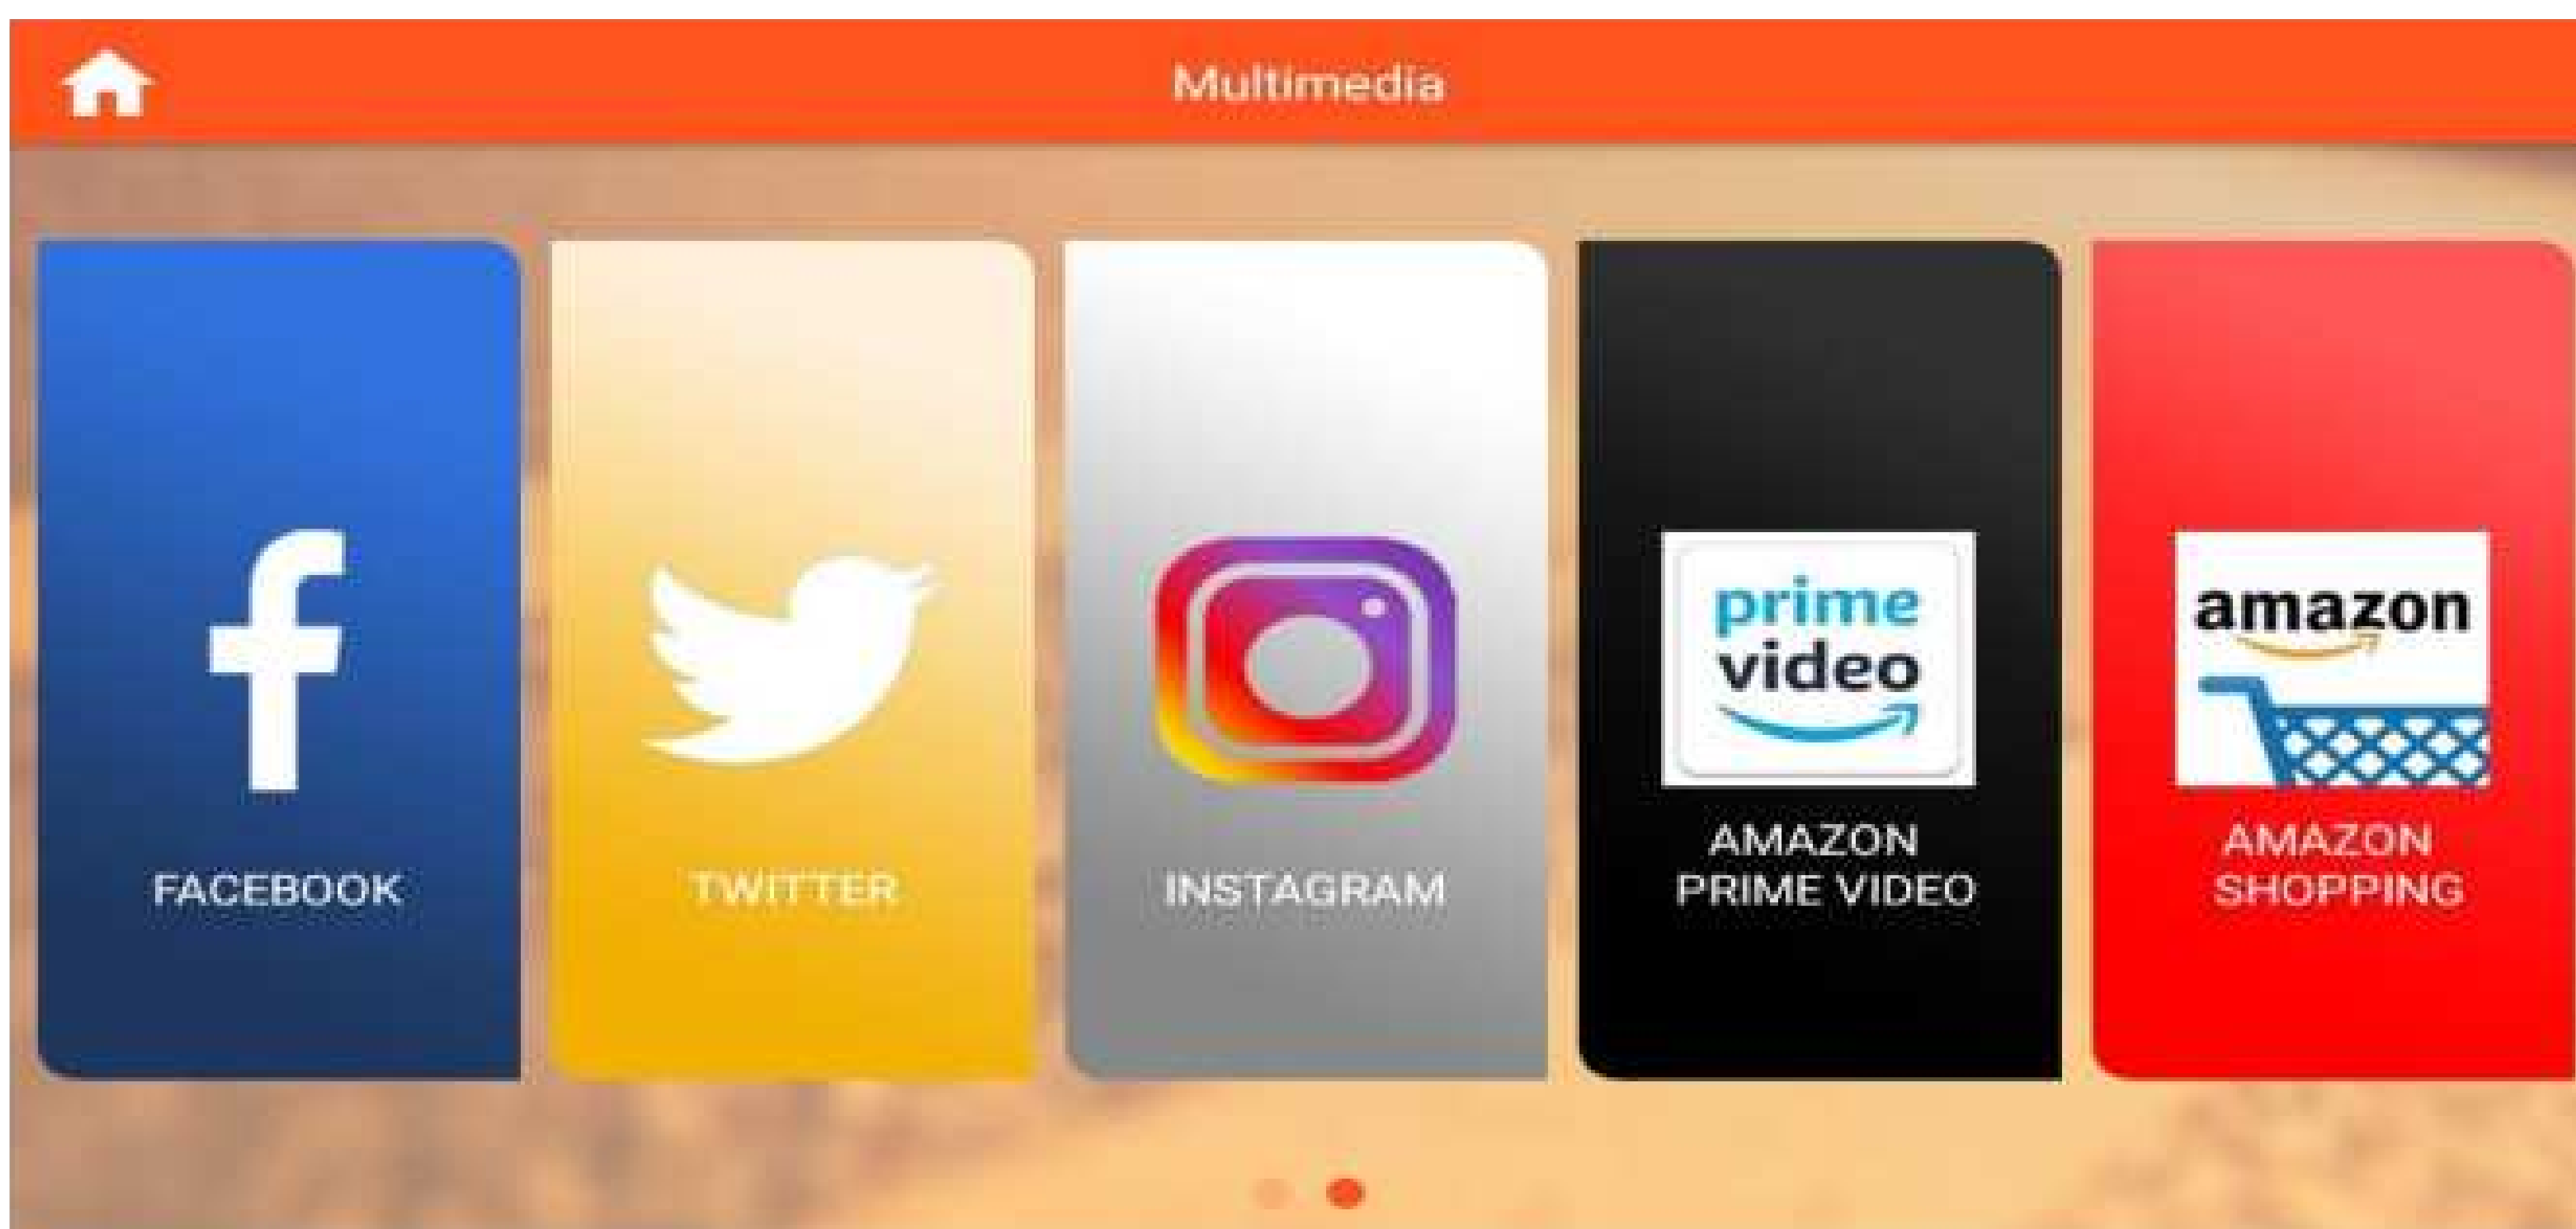 Multimedia
FACEBOOK
TWITTER
INSTAGRAM
prime
video
AMAZON
PRIME VIDEO
amazon
AMAZON
SHOPPING